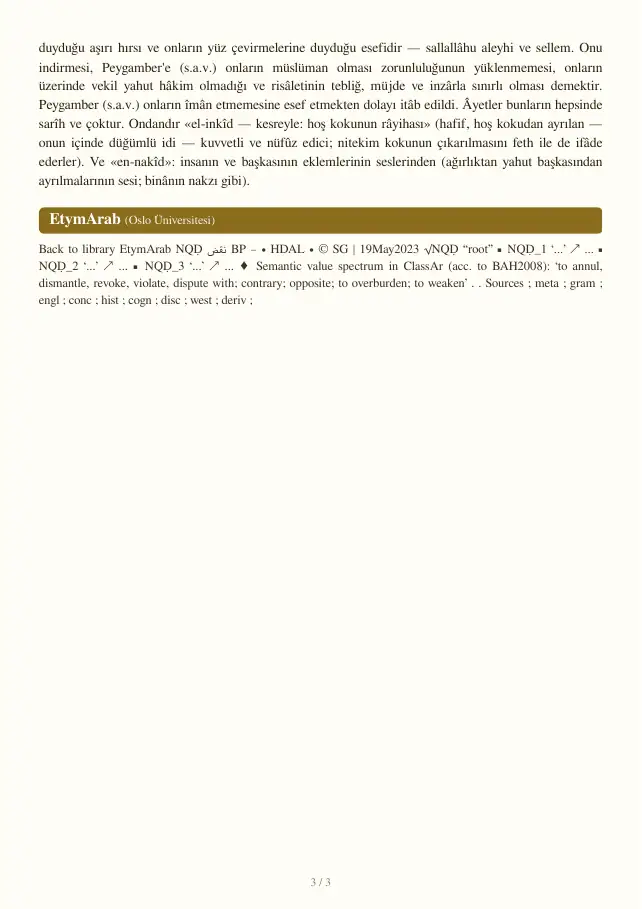 duyduğu aşırı hırsı ve onların yüz çevirmelerine duyduğu esefidir — sallallâhu aleyhi ve sellem. Onu
indirmesi, Peygamber'e (s.a.v.) onların müslüman olması zorunluluğunun yüklenmemesi, onların
üzerinde vekil yahut hâkim olmadığı ve risâletinin tebliğ, müjde ve inzârla sınırlı olması demektir.
Peygamber (s.a.v.) onların îmân etmemesine esef etmekten dolayı itâb edildi. Âyetler bunların hepsinde
sarîh ve çoktur. Ondandır «el-inkîd — kesreyle: hoş kokunun râyihası» (hafif, hoş kokudan ayrılan —
onun içinde düğümlü idi — kuvvetli ve nüfûz edici; nitekim kokunun çıkarılmasını feth ile de ifâde
ederler). Ve «en-nakîd»: insanın ve başkasının eklemlerinin seslerinden (ağırlıktan yahut başkasından
ayrılmalarının sesi; binânın nakzı gibi).
EtymArab (Oslo Üniversitesi)
Back to library EtymArab NQḌ نقض BP – • HDAL • © SG | 19May2023 √NQḌ “root” ▪ NQḌ_1 ‘...’ ↗ ... ▪
NQḌ_2 ‘...’ ↗ ... ▪ NQḌ_3 ‘...’ ↗ ... ♦ Semantic value spectrum in ClassAr (acc. to BAH2008): ‘to annul,
dismantle, revoke, violate, dispute with; contrary; opposite; to overburden; to weaken’ . . Sources ; meta ; gram ;
engl ; conc ; hist ; cogn ; disc ; west ; deriv ;
3 / 3